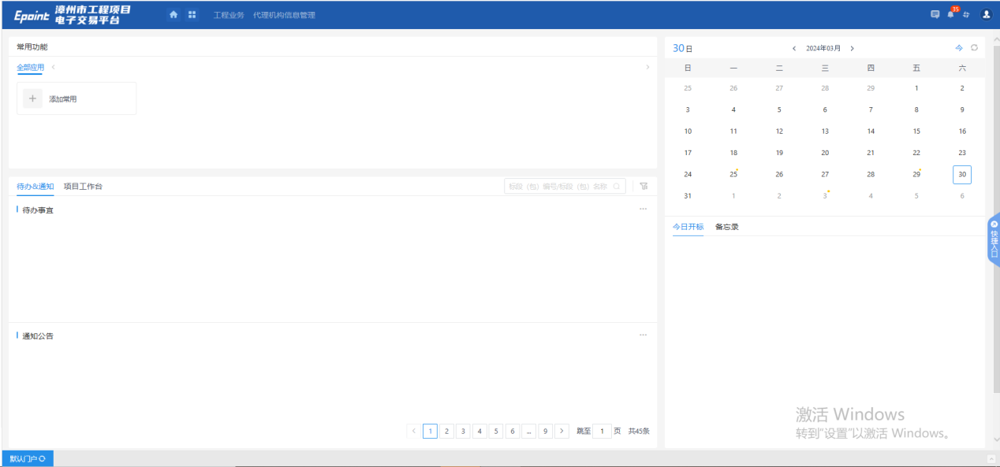 Epoint 漳州市工程项目
电子交易平台
工程业务 代理机构信息管理
35
常用功能
全部应用
添加常用
待办&通知 项目工作台
标段（包）编号/标段（包）名称
待办事宜
通知公告
1 2 3 4 5 6 ... 9 跳至 1 页 共45条
30日
2024年03月
今
日 一 二 三 四 五 六
25 26 27 28 29 1 2
3 4 5 6 7 8 9
10 11 12 13 14 15 16
17 18 19 20 21 22 23
24 25 26 27 28 29 30
31 1 2 3 4 5 6
今日开标 备忘录
快捷入口
激活 Windows
转到"设置"以激活 Windows。
默认门户